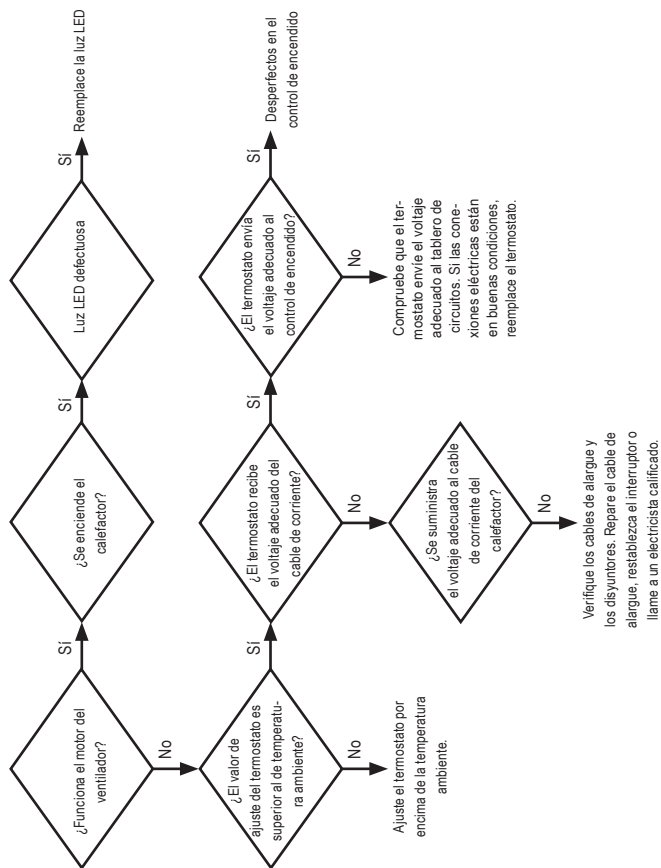 ¿Funciona el motor del
ventilador?
Sí
¿Se enciende el
calefactor?
Sí
Luz LED defectuosa
Sí
Reemplace la luz LED
No
¿El valor de
ajuste del termostato es
superior al de temperatu-
ra ambiente?
Sí
¿El termostato recibe
el voltaje adecuado del
cable de corriente?
Sí
¿El termostato envía
el voltaje adecuado al
control de encendido?
Sí
Desperfectos en el
control de encendido
No
Ajuste el termostato por
encima de la temperatura
ambiente.
No
¿Se suministra
el voltaje adecuado al cable
de corriente del
calefactor?
No
Compruebe que el ter-
mostato envíe el voltaje
adecuado al tablero de
circuitos. Si las cone-
xiones eléctricas están
en buenas condiciones,
reemplace el termostato.
No
Verifique los cables de alargue y
los disyuntores. Repare el cable de
alargue, restablezca el interruptor o
llame a un electricista calificado.